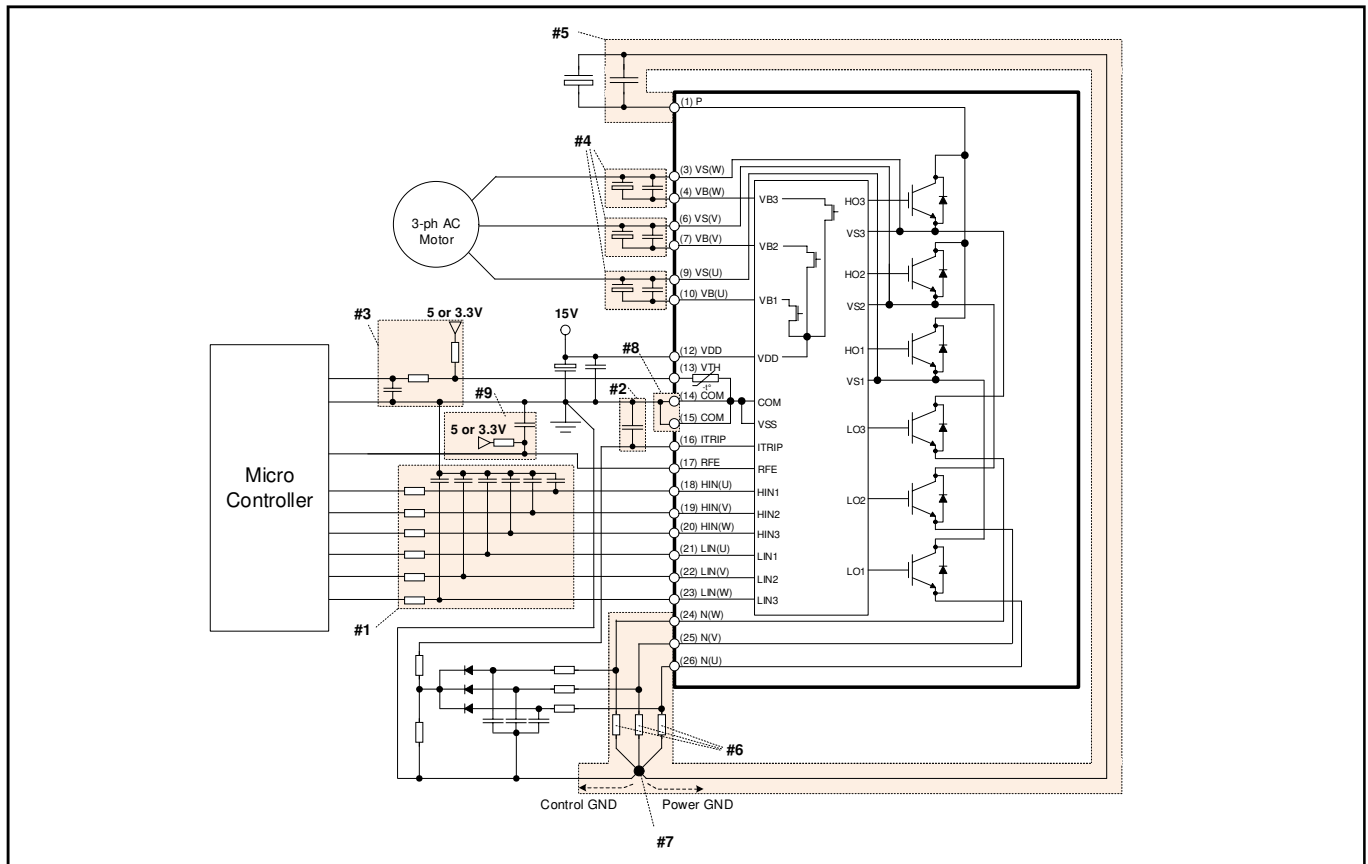 #5
(1) P
#4
(3) VS(W)
(4) VB(W)
VB3
HO3
3-ph AC
Motor
(6) VS(V)
VS3
(7) VB(V)
VB2
HO2
(9) VS(U)
(10) VB(U)
VB1
VS2
#3
5 or 3.3V
15V
#8
HO1
(12) VDD
VDD
(13) VTH
-t°
VS1
#2
#9
(14) COM
COM
5 or 3.3V
(15) COM
VSS
LO3
(16) ITRIP
ITRIP
(17) RFE
RFE
Micro
Controller
(18) HIN(U)
HIN1
LO2
(19) HIN(V)
HIN2
(20) HIN(W)
HIN3
(21) LIN(U)
LIN1
(22) LIN(V)
LIN2
LO1
(23) LIN(W)
LIN3
#1
(24) N(W)
(25) N(V)
(26) N(U)
#6
Control GND
Power GND
#7